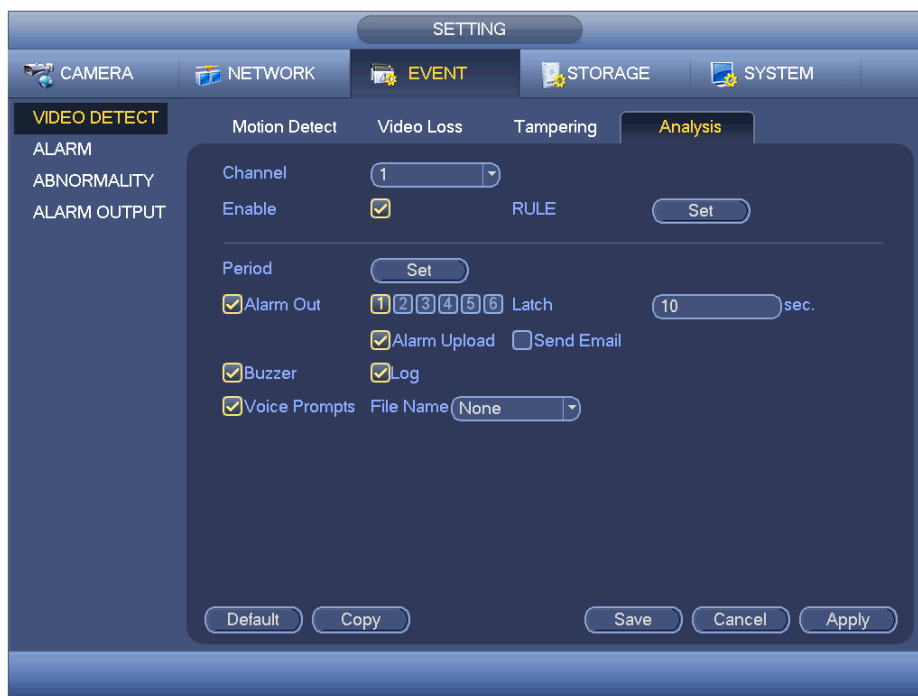 SETTING
CAMERA NETWORK EVENT STORAGE SYSTEM
VIDEO DETECT
ALARM
ABNORMALITY
ALARM OUTPUT
Motion Detect Video Loss Tampering Analysis
Channel 1
Enable RULE Set
Period Set
Alarm Out 1 2 3 4 5 6 Latch 10 sec.
Alarm Upload Send Email
Buzzer Log
Voice Prompts File Name None
Default Copy Save Cancel Apply